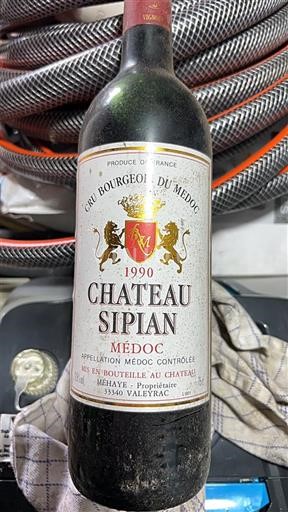 VIGNOBLES
PRODUCE OF FRANCE
CRU BOURGEOIS DU MÉDOC
1990
CHATEAU
SIPIAN
MÉDOC
APPELLATION MÉDOC CONTRÔLÉE
MIS EN BOUTEILLE AU CHATEAU
MÉHAYE - Propriétaire
33340 VALEYRAC